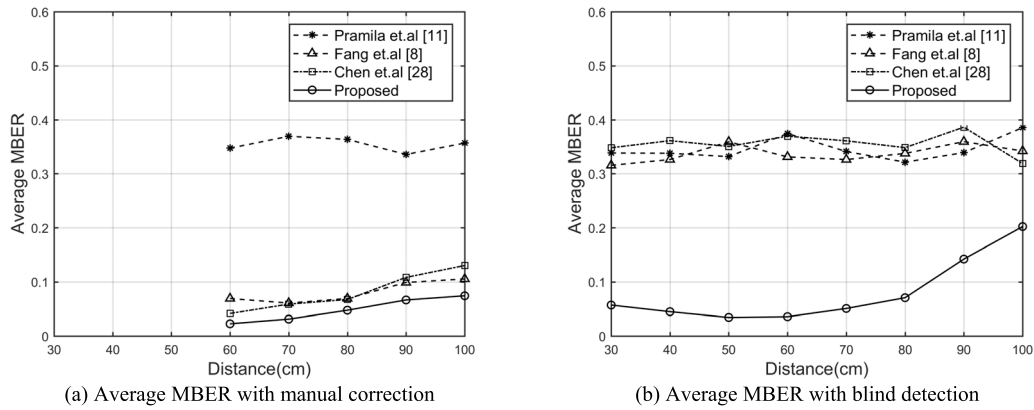 0.6
0.5
0.4
0.3
0.2
0.1
0
Average MBER
Pramila et.al [11]
Fang et.al [8]
Chen et.al [28]
Proposed
30 40 50 60 70 80 90 100
Distance(cm)
(a) Average MBER with manual correction
0.6
0.5
0.4
0.3
0.2
0.1
0
Average MBER
Pramila et.al [11]
Fang et.al [8]
Chen et.al [28]
Proposed
30 40 50 60 70 80 90 100
Distance(cm)
(b) Average MBER with blind detection